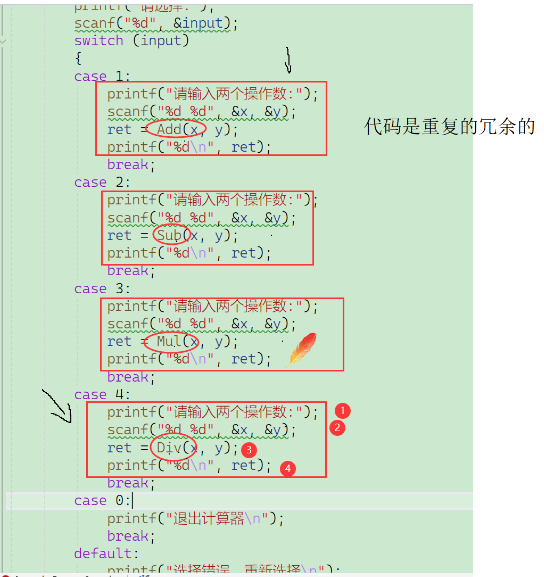 printf("请选择:");
scanf("%d", &input);
switch (input)
{
case 1:
printf("请输入两个操作数:");
scanf("%d %d", &x, &y);
ret = Add(x, y);
printf("%d\n", ret);
break;
代码是重复的冗余的
case 2:
printf("请输入两个操作数:");
scanf("%d %d", &x, &y);
ret = Sub(x, y);
printf("%d\n", ret);
break;
case 3:
printf("请输入两个操作数:");
scanf("%d %d", &x, &y);
ret = Mul(x, y);
printf("%d\n", ret);
break;
case 4:
printf("请输入两个操作数:"); 1
scanf("%d %d", &x, &y); 2
ret = Div(x, y); 3
printf("%d\n", ret); 4
break;
case 0:
printf("退出计算器\n");
break;
default:
printf("选择错误，重新选择\n");